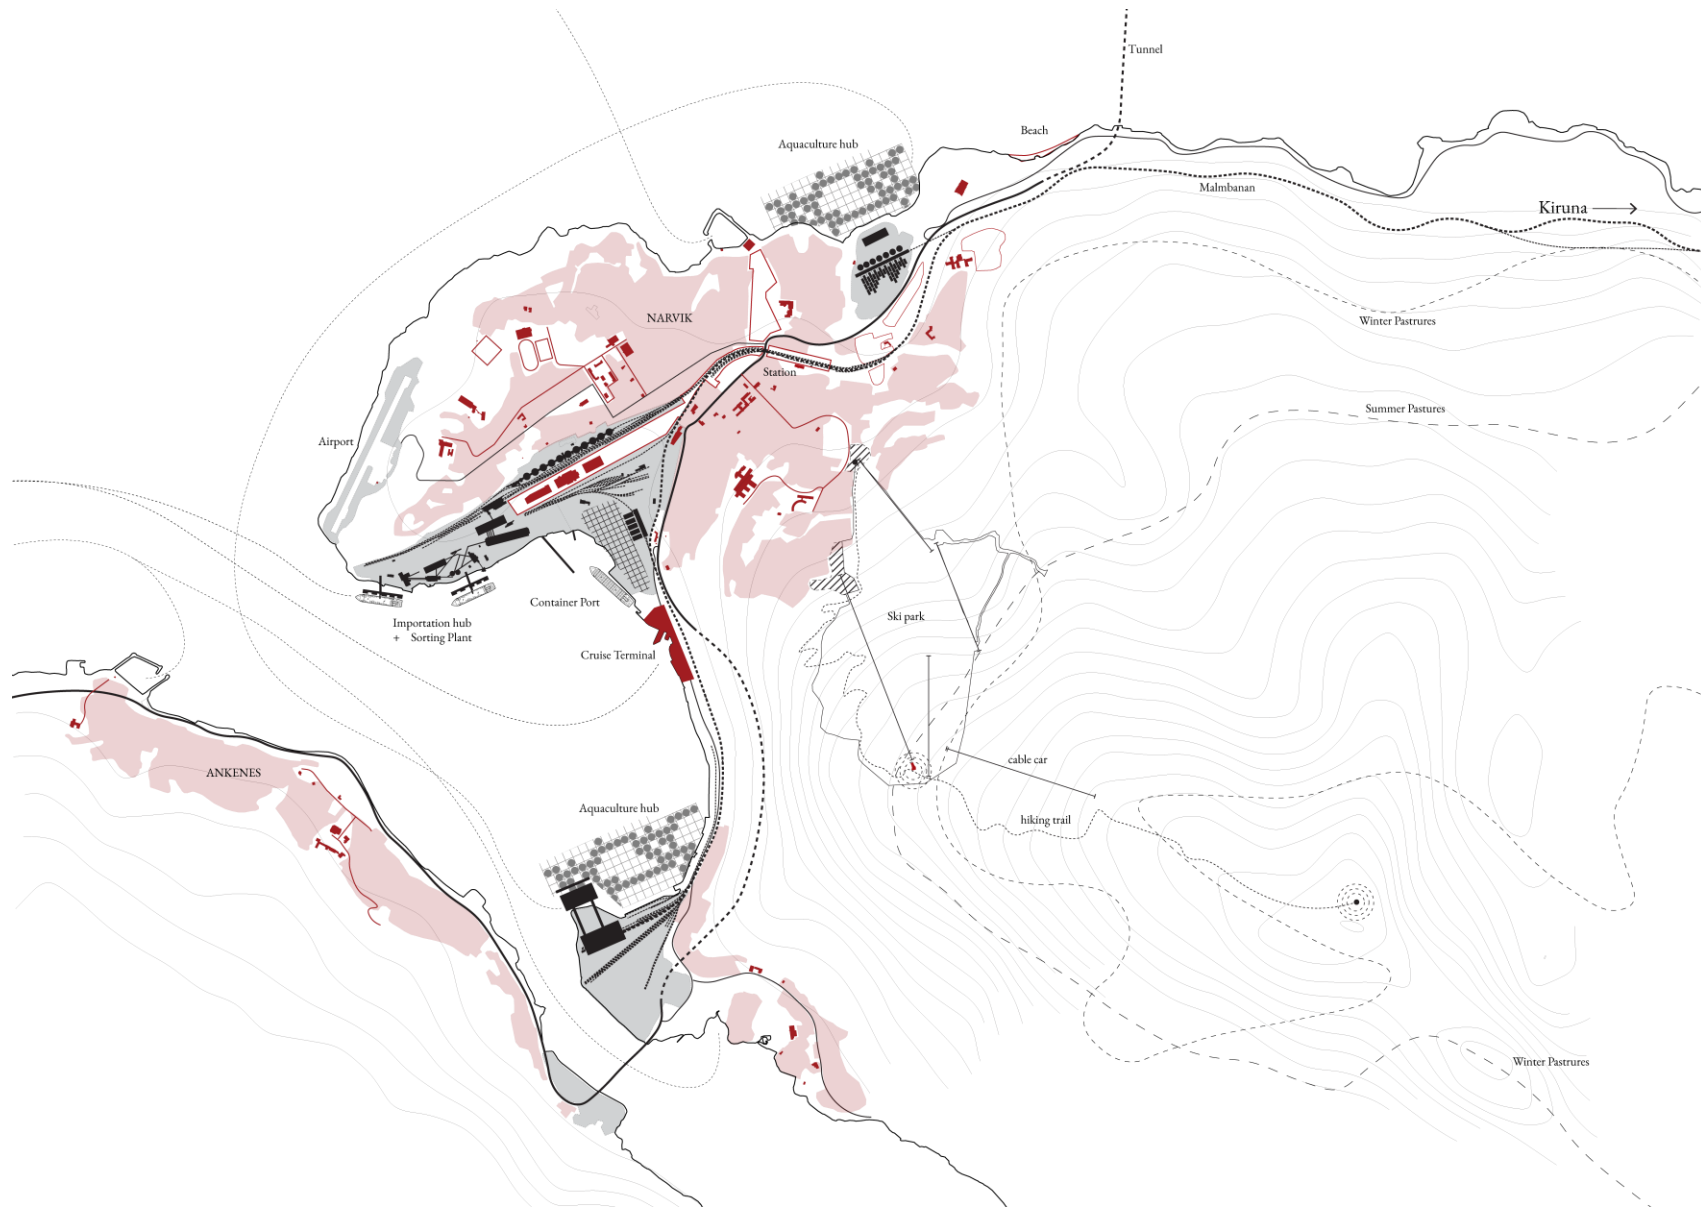 Tunnel
Beach
Aquaculture hub
Malmbanan
Kiruna
NARVIK
Winter Pastrures
Station
Summer Pastures
Airport
Container Port
Ski park
Importation hub
+ Sorting Plant
Cruise Terminal
cable car
ANKENES
Aquaculture hub
hiking trail
Winter Pastrures